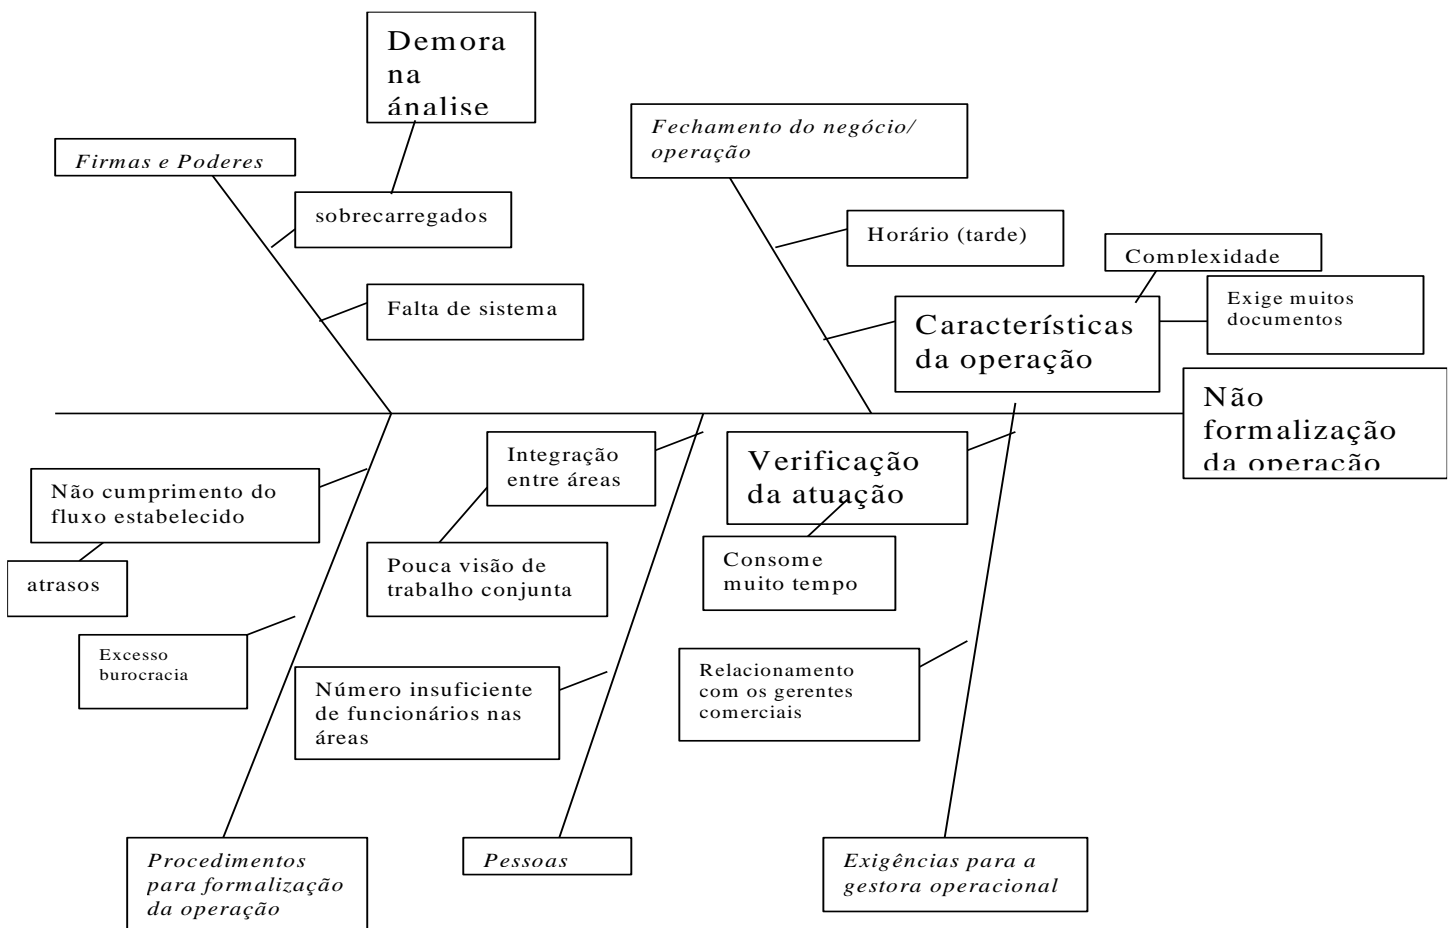 Demora
na
ánalise
Fechamento do negócio/
operação
Firmas e Poderes
sobrecarregados
Horário (tarde)
Complexidade
Falta de sistema
Exige muitos
documentos
Características
da operação
Não
formalização
da operação
Integração
entre áreas
Verificação
da atuação
Não cumprimento do
fluxo estabelecido
Pouca visão de
trabalho conjunta
Consome
muito tempo
atrasos
Excesso
burocracia
Relacionamento
com os gerentes
comerciais
Número insuficiente
de funcionários nas
áreas
Procedimentos
para formalização
da operação
Pessoas
Exigências para a
gestora operacional